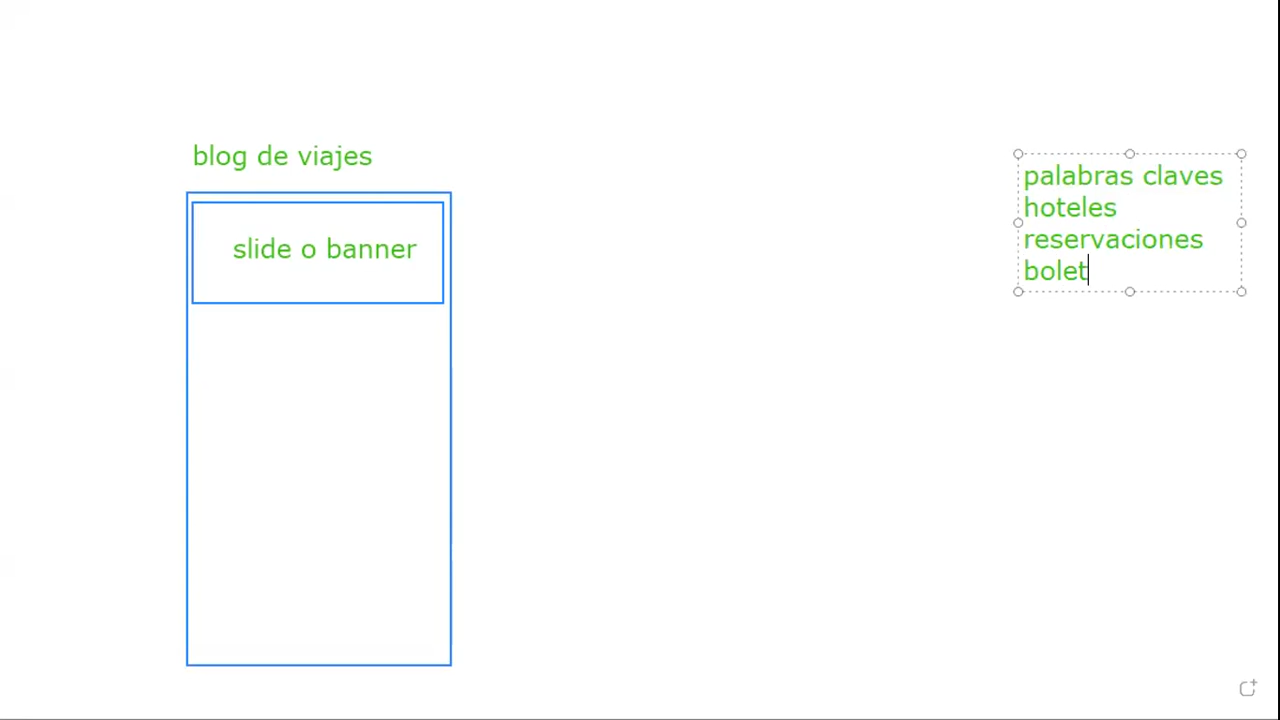 blog de viajes
slide o banner
palabras claves
hoteles
reservaciones
bolet